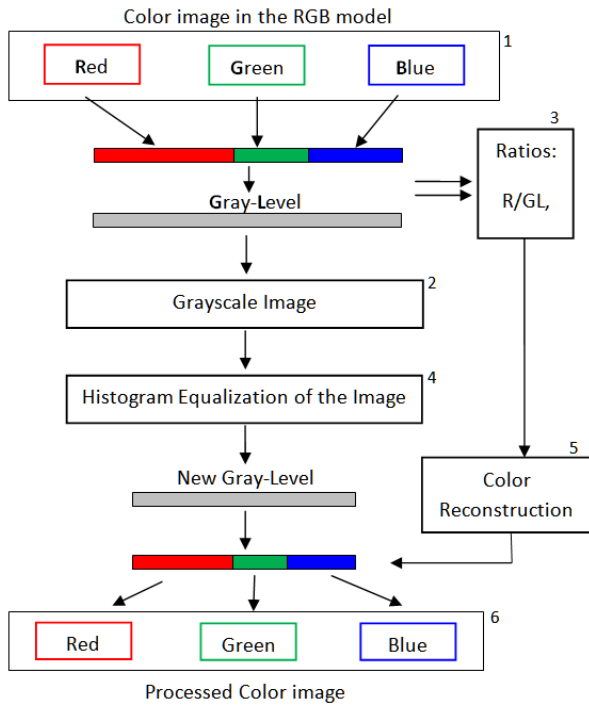 Color image in the RGB model
1
Red Green Blue
3
Ratios:
R/GL,
Gray-Level
2
Grayscale Image
4
Histogram Equalization of the Image
5
Color
Reconstruction
New Gray-Level
6
Red Green Blue
Processed Color image